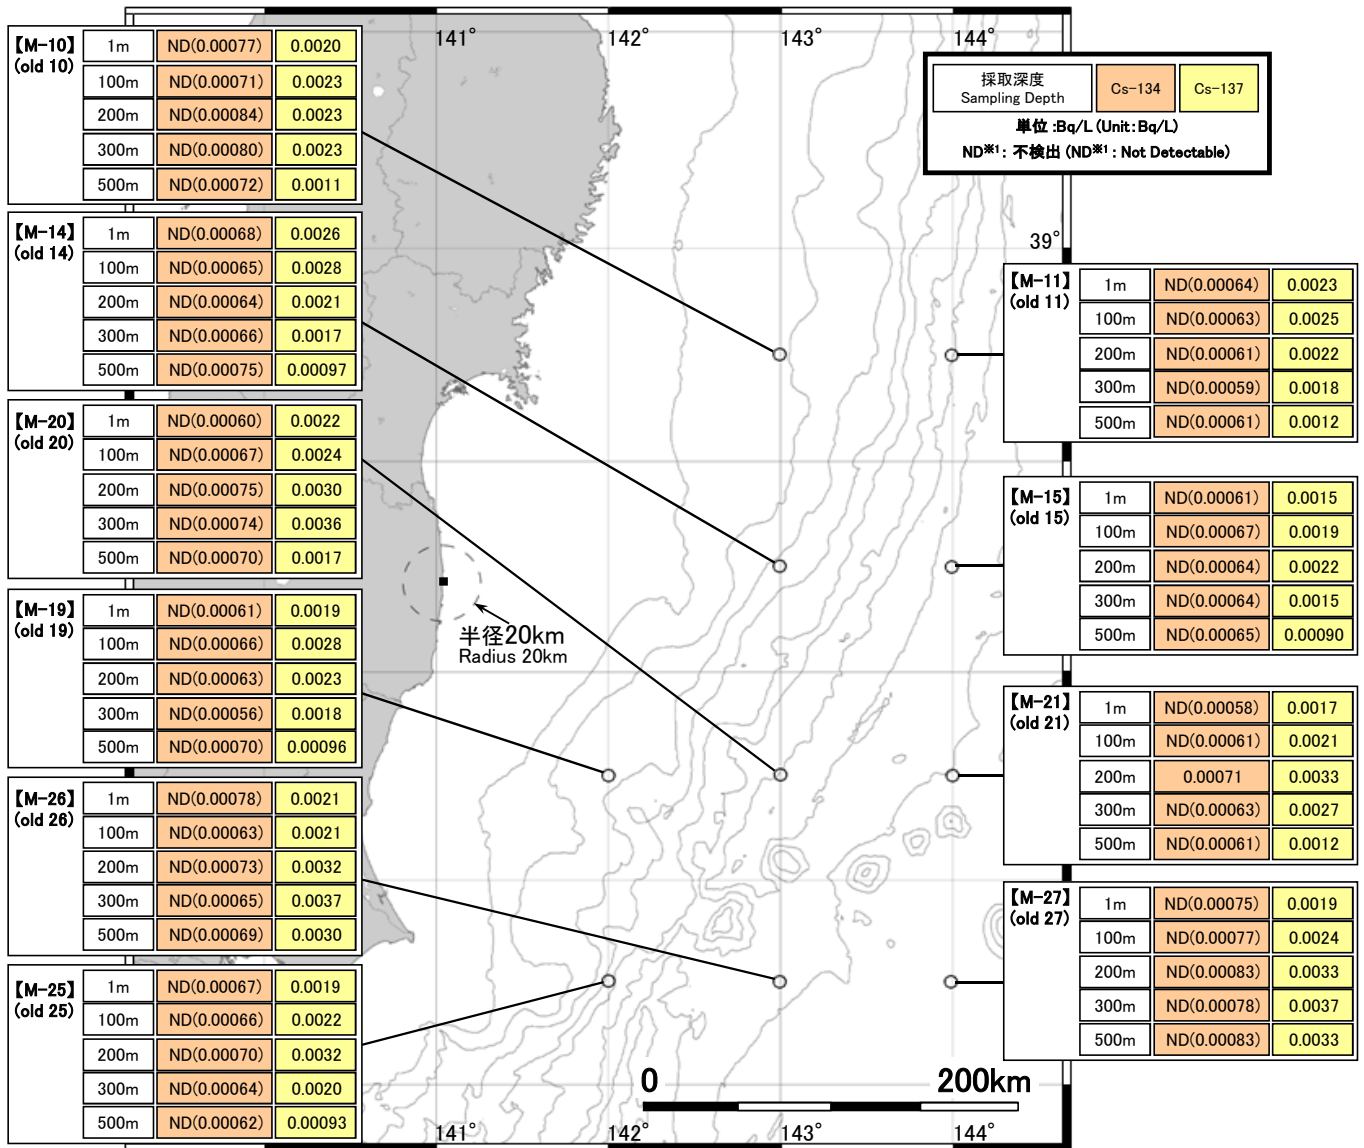 141° 142° 143° 144°
採取深度
Sampling Depth
Cs-134
Cs-137
単位:Bq/L (Unit:Bq/L)
ND※1: 不検出 (ND※1 : Not Detectable)
39°
【M-10】
(old 10)
1m ND(0.00077) 0.0020
100m ND(0.00071) 0.0023
200m ND(0.00084) 0.0023
300m ND(0.00080) 0.0023
500m ND(0.00072) 0.0011
【M-14】
(old 14)
1m ND(0.00068) 0.0026
100m ND(0.00065) 0.0028
200m ND(0.00064) 0.0021
300m ND(0.00066) 0.0017
500m ND(0.00075) 0.00097
【M-20】
(old 20)
1m ND(0.00060) 0.0022
100m ND(0.00067) 0.0024
200m ND(0.00075) 0.0030
300m ND(0.00074) 0.0036
500m ND(0.00070) 0.0017
【M-19】
(old 19)
1m ND(0.00061) 0.0019
100m ND(0.00066) 0.0028
200m ND(0.00063) 0.0023
300m ND(0.00056) 0.0018
500m ND(0.00070) 0.00096
【M-26】
(old 26)
1m ND(0.00078) 0.0021
100m ND(0.00063) 0.0021
200m ND(0.00073) 0.0032
300m ND(0.00065) 0.0037
500m ND(0.00069) 0.0030
【M-25】
(old 25)
1m ND(0.00067) 0.0019
100m ND(0.00066) 0.0022
200m ND(0.00070) 0.0032
300m ND(0.00064) 0.0020
500m ND(0.00062) 0.00093
半径20km
Radius 20km
【M-11】
(old 11)
1m ND(0.00064) 0.0023
100m ND(0.00063) 0.0025
200m ND(0.00061) 0.0022
300m ND(0.00059) 0.0018
500m ND(0.00061) 0.0012
【M-15】
(old 15)
1m ND(0.00061) 0.0015
100m ND(0.00067) 0.0019
200m ND(0.00064) 0.0022
300m ND(0.00064) 0.0015
500m ND(0.00065) 0.00090
【M-21】
(old 21)
1m ND(0.00058) 0.0017
100m ND(0.00061) 0.0021
200m 0.00071 0.0033
300m ND(0.00063) 0.0027
500m ND(0.00061) 0.0012
【M-27】
(old 27)
1m ND(0.00075) 0.0019
100m ND(0.00077) 0.0024
200m ND(0.00083) 0.0033
300m ND(0.00078) 0.0037
500m ND(0.00083) 0.0033
0 200km
141° 142° 143° 144°